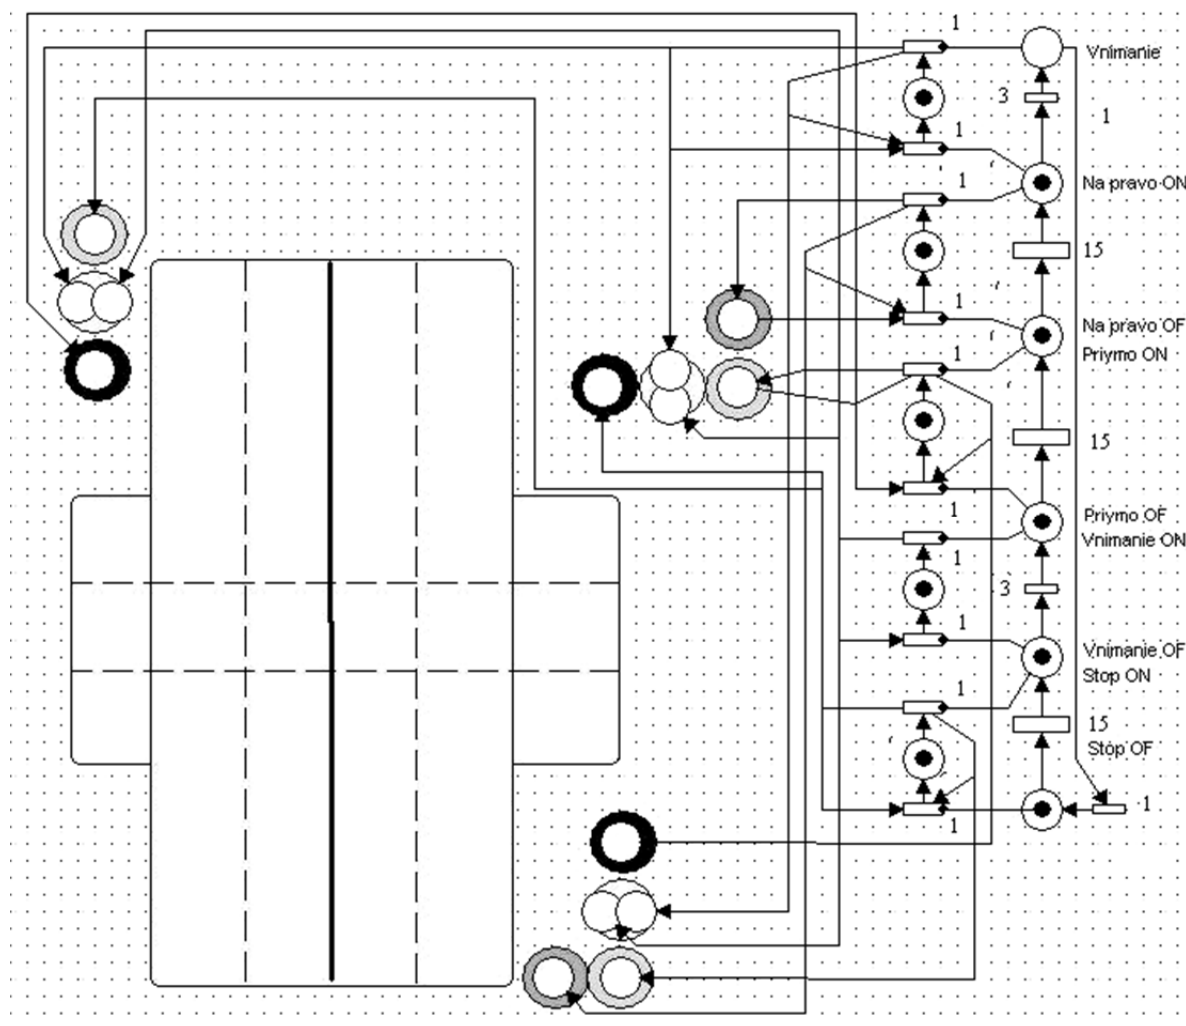 1
Vnimanie
3
1
1
1
Na pravo ON
15
1
Na pravo OF
Priymo ON
1
15
1
Priymo OF
Vnimanie ON
1
3
1
Vnimanie OF
Stop ON
1
15
Stop OF
1
1